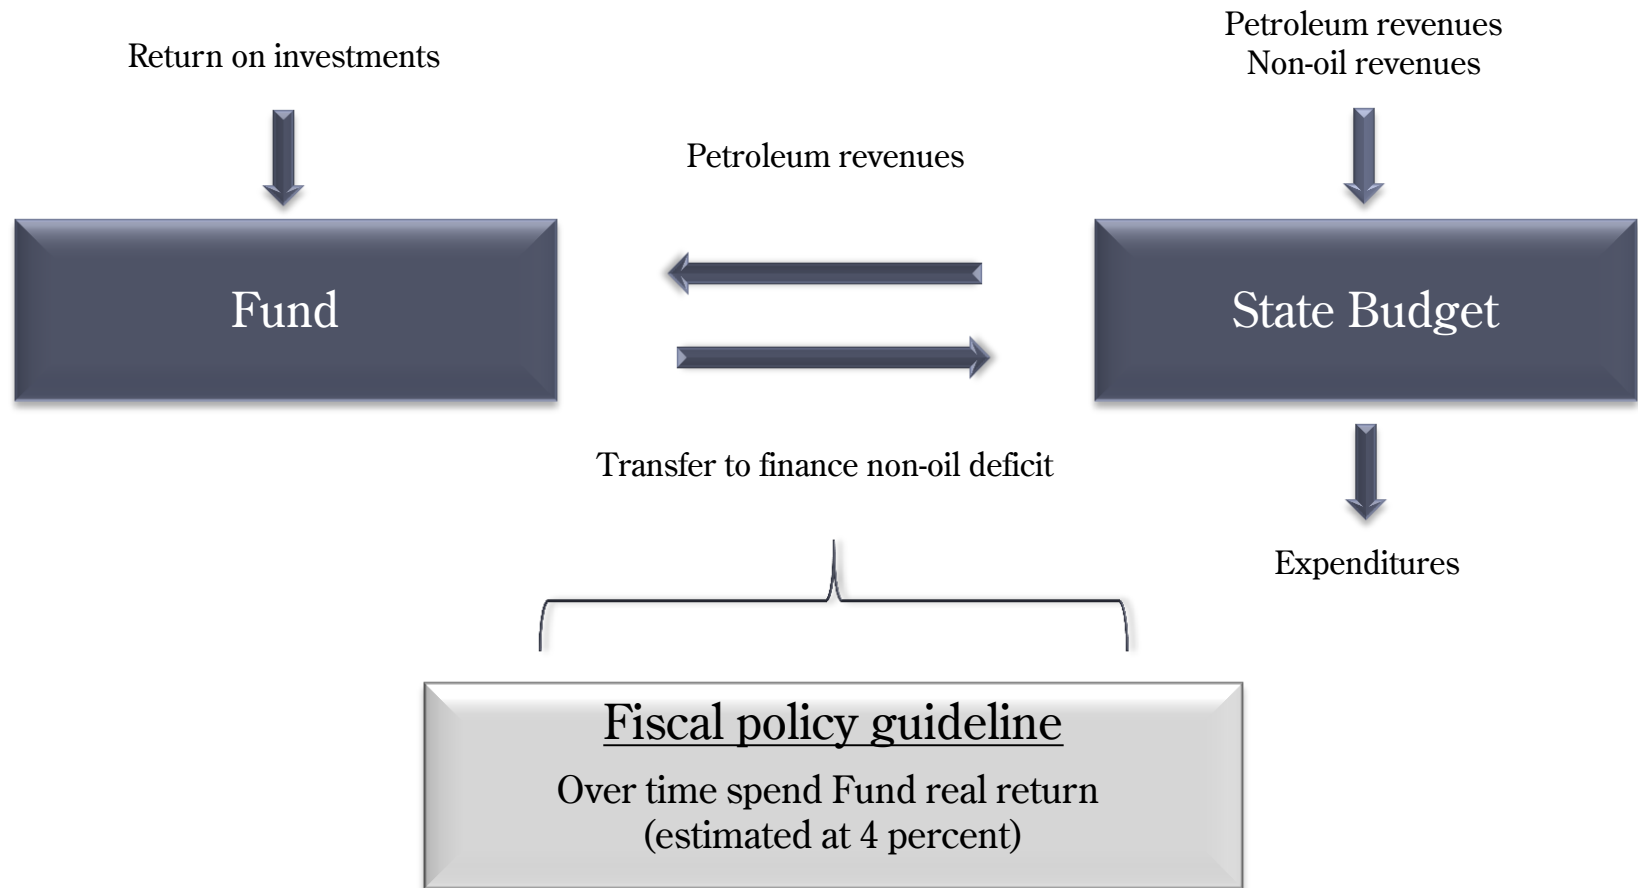 Return on investments
Petroleum revenues
Non-oil revenues
Petroleum revenues
Fund
State Budget
Transfer to finance non-oil deficit
Expenditures
Fiscal policy guideline
Over time spend Fund real return
(estimated at 4 percent)